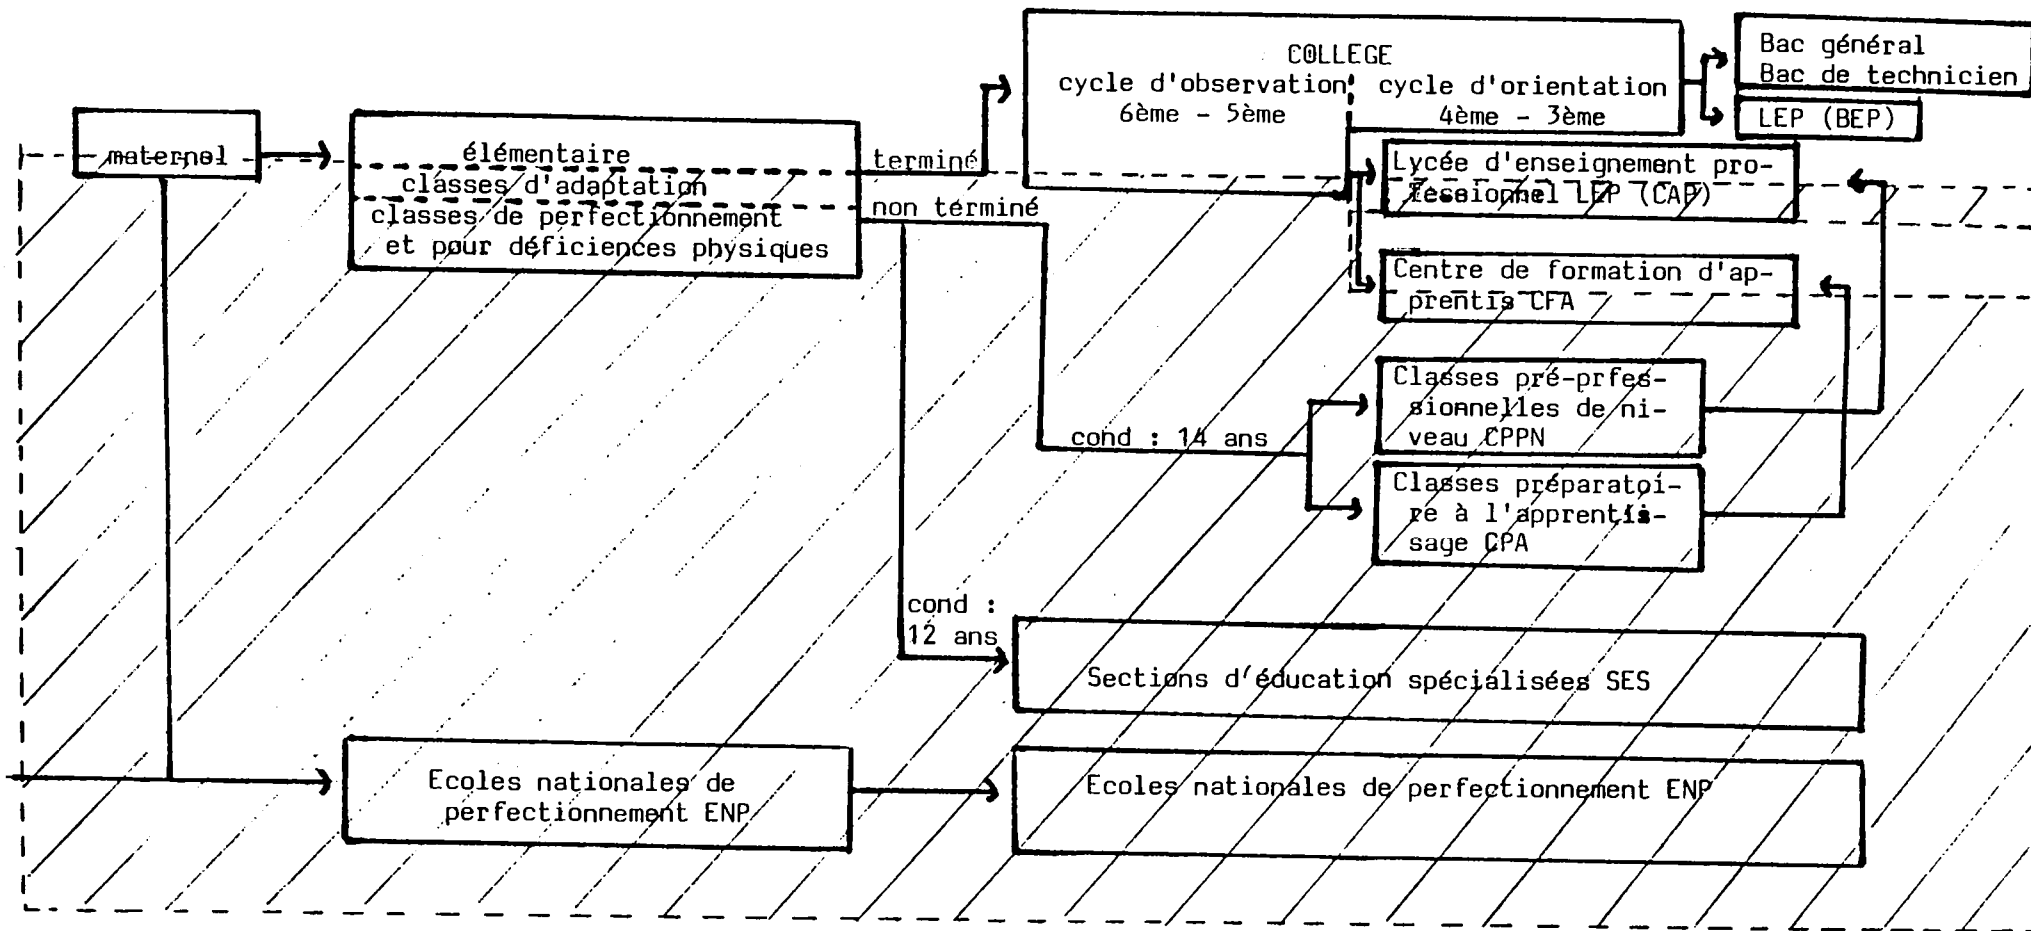 COLLEGE
cycle d'observation cycle d'orientation
6ème - 5ème 4ème - 3ème
Bac général
Bac de technicien
LEP (BEP)
maternel
élémentaire
classes d'adaptation
classes de perfectionnement
et pour déficiences physiques
terminé
non terminé
Lycée d'enseignement pro-
fessionnel LEP (CAP)
Centre de formation d'ap-
prentis CFA
cond : 14 ans
Classes pré-prfes-
sionnelles de ni-
veau CPPN
Classes préparatoi-
re à l'apprentis-
sage CPA
cond :
12 ans
Sections d'éducation spécialisées SES
Ecoles nationales de
perfectionnement ENP
Ecoles nationales de perfectionnement ENP